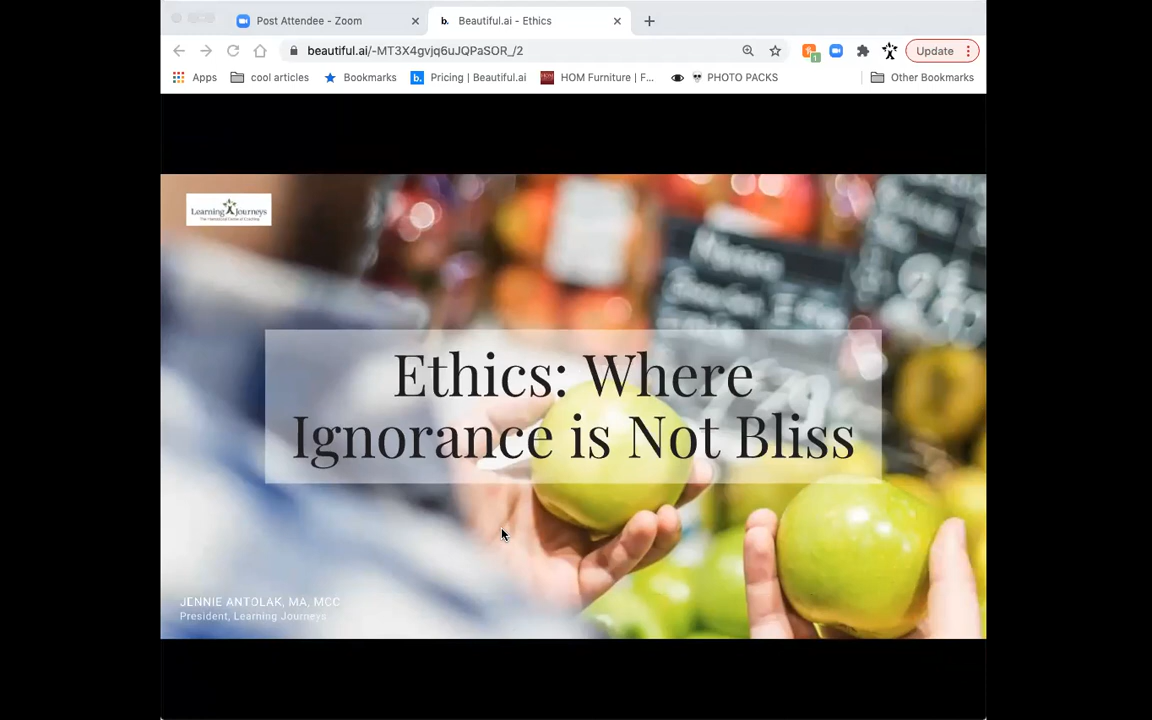 Post Attendee - Zoom
Beautiful.ai - Ethics
beautiful.ai/-MT3X4gvjq6uJQPaSOR_/2
1
Update
Apps
cool articles
Bookmarks
b.
Pricing | Beautiful.ai
HOM Furniture | F...
PHOTO PACKS
Other Bookmarks
Learning Journeys
Ethics: Where
Ignorance is Not Bliss
JENNIE ANTOLAK, MA, MCC
President, Learning Journeys